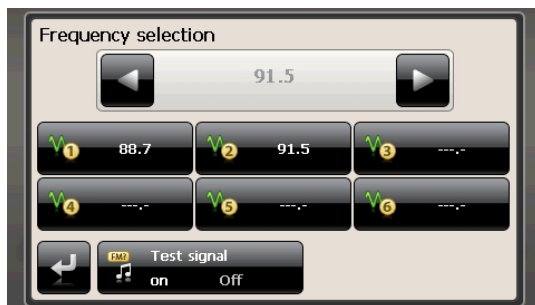 Frequency selection
91.5
1 88.7
2 91.5
3 ---.-
4 ---.-
5 ---.-
6 ---.-
FM? Test signal
on Off